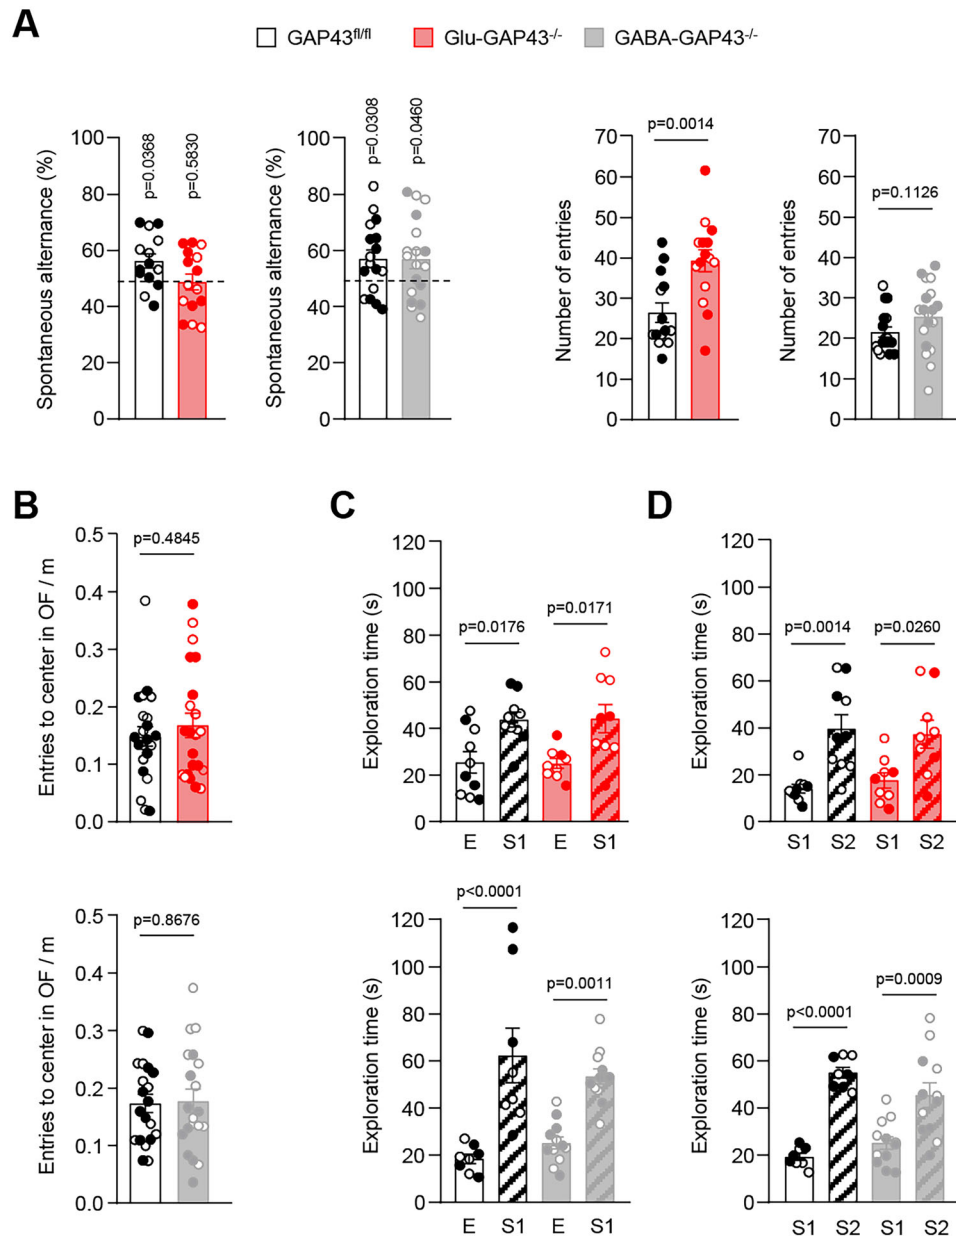 A
GAP43fl/fl Glu-GAP43-/- GABA-GAP43-/-
Spontaneous alternance (%)
100
80
60
40
20
0
p=0.0368
p=0.5830
Spontaneous alternance (%)
100
80
60
40
20
0
p=0.0308
p=0.0460
Number of entries
70
60
50
40
30
20
10
0
p=0.0014
Number of entries
70
60
50
40
30
20
10
0
p=0.1126
B
Entries to center in OF / m
0.5
0.4
0.3
0.2
0.1
0.0
p=0.4845
C
Exploration time (s)
120
100
80
60
40
20
0
p=0.0176
p=0.0171
E S1 E S1
D
Exploration time (s)
120
100
80
60
40
20
0
p=0.0014
p=0.0260
S1 S2 S1 S2
Entries to center in OF / m
0.5
0.4
0.3
0.2
0.1
0.0
p=0.8676
Exploration time (s)
120
100
80
60
40
20
0
p<0.0001
p=0.0011
E S1 E S1
Exploration time (s)
120
100
80
60
40
20
0
p<0.0001
p=0.0009
S1 S2 S1 S2